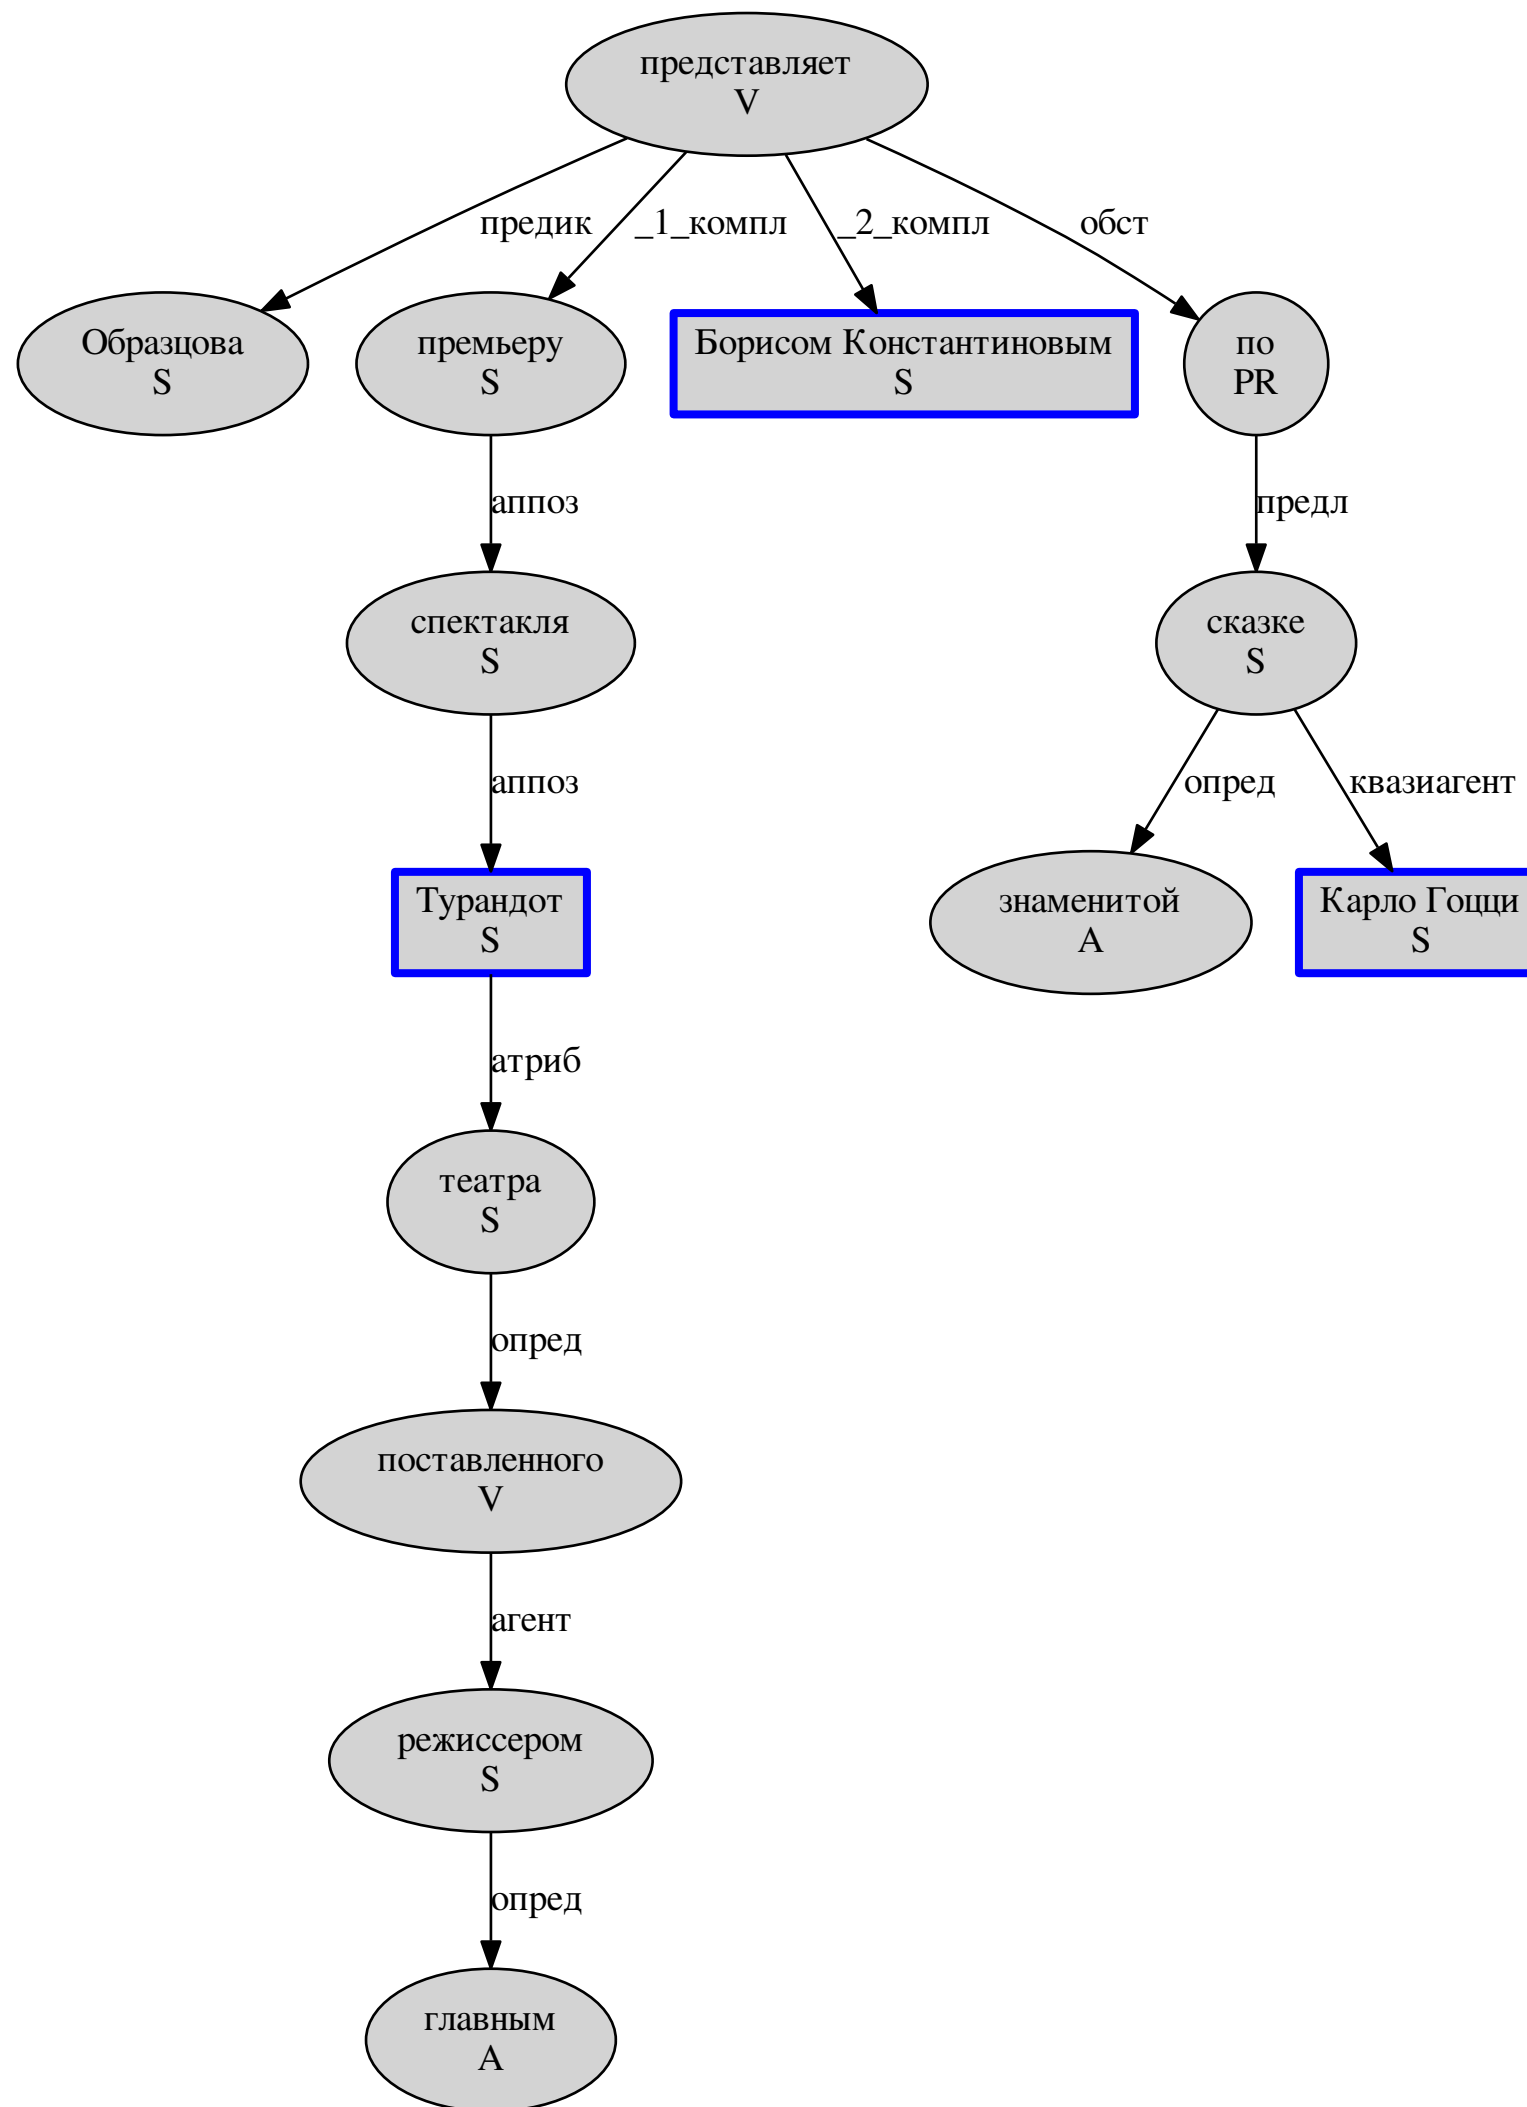 представляет
V
предик
_1_компл
_2_компл
обст
Образцова
S
премьеру
S
Борисом Константиновым
S
по
PR
аппоз
предл
спектакля
S
сказке
S
аппоз
опред
квазиагент
Турандот
S
знаменитой
A
Карло Гоцци
S
атриб
театра
S
опред
поставленного
V
агент
режиссером
S
опред
главным
A